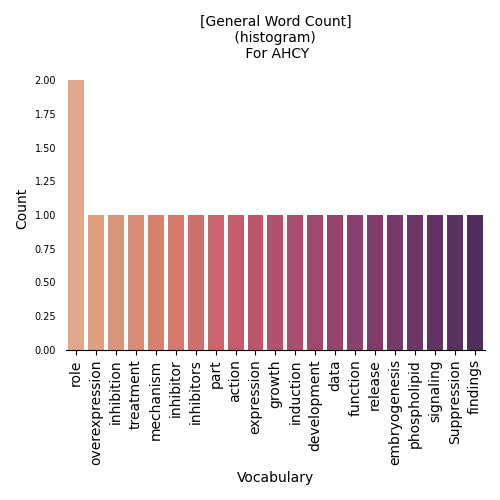 [General Word Count]
(histogram)
For AHCY
Count
2.00
1.75
1.50
1.25
1.00
0.75
0.50
0.25
0.00
role
overexpression
inhibition
treatment
mechanism
inhibitor
inhibitors
part
action
expression
growth
induction
development
data
function
release
embryogenesis
phospholipid
signaling
Suppression
findings
Vocabulary